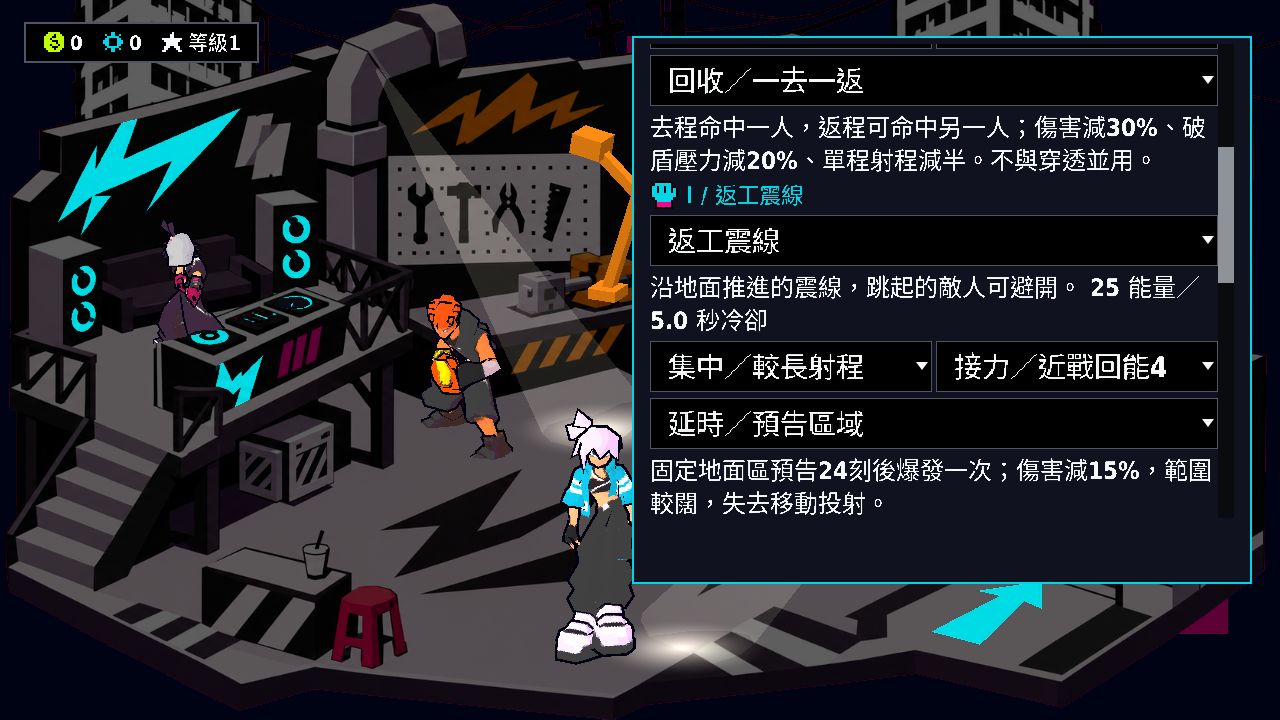 0 0 等級1
回收／一去一返
去程命中一人，返程可命中另一人；傷害減30%、破
盾壓力減20%、單程射程減半。不與穿透並用。
I / 返工震線
返工震線
沿地面推進的震線，跳起的敵人可避開。 25 能量／
5.0 秒冷卻
集中／較長射程 接力／近戰回能4
延時／預告區域
固定地面區預告24刻後爆發一次；傷害減15%，範圍
較闊，失去移動投射。